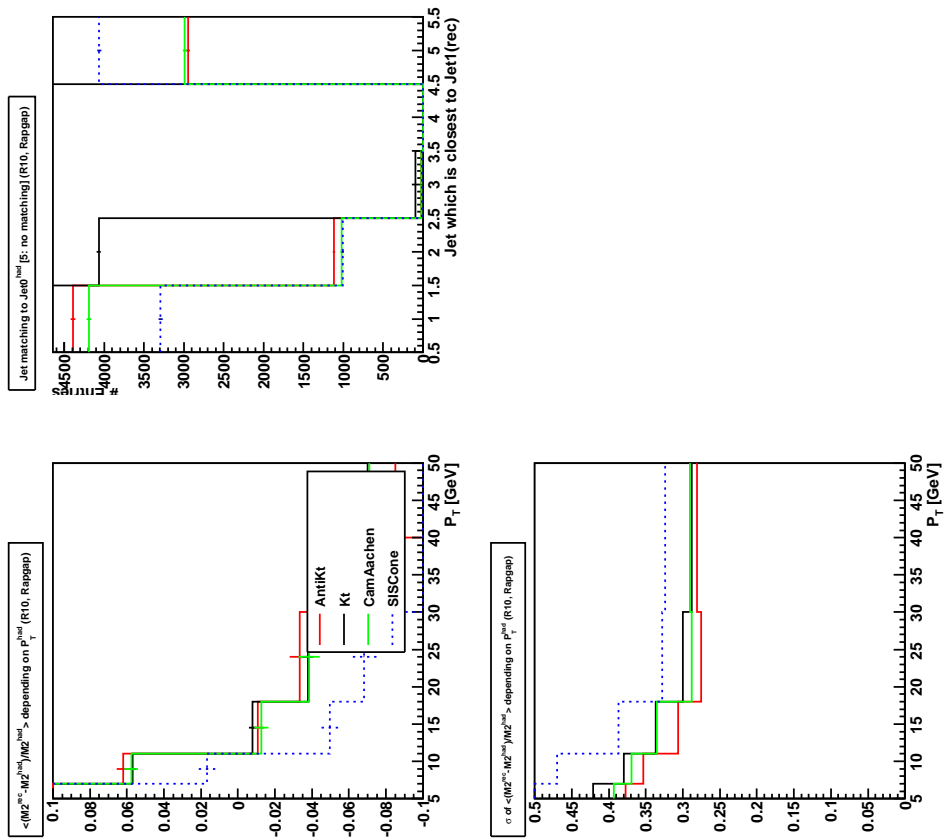 Jet matching to Jet0^had [5: no matching] (R10, Rapgap)
# Entries
4500
4000
3500
3000
2500
2000
1500
1000
500
0
0.5 1 1.5 2 2.5 3 3.5 4 4.5 5 5.5
Jet which is closest to Jet1(rec)
<(M2^rec-M2^had)/M2^had> depending on P_T^had (R10, Rapgap)
0.1
0.08
0.06
0.04
0.02
0
-0.02
-0.04
-0.06
-0.08
-0.1
5 10 15 20 25 30 35 40 45 50
P_T [GeV]
AntiKt
Kt
CamAachen
SISCone
σ of <(M2^rec-M2^had)/M2^had> depending on P_T^had (R10, Rapgap)
0.5
0.45
0.4
0.35
0.3
0.25
0.2
0.15
0.1
0.05
0
5 10 15 20 25 30 35 40 45 50
P_T [GeV]